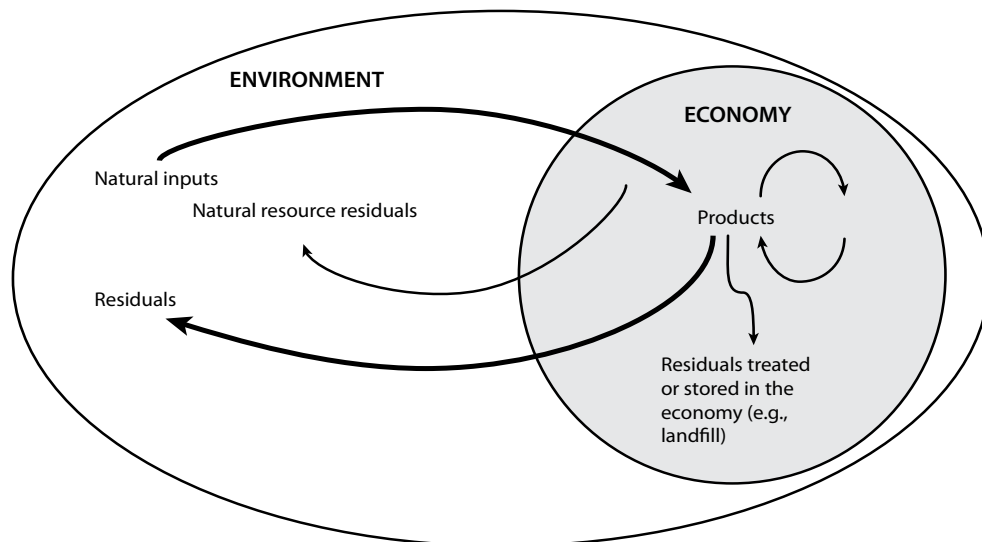 ENVIRONMENT
ECONOMY
Natural inputs
Natural resource residuals
Products
Residuals
Residuals treated
or stored in the
economy (e.g.,
landfill)